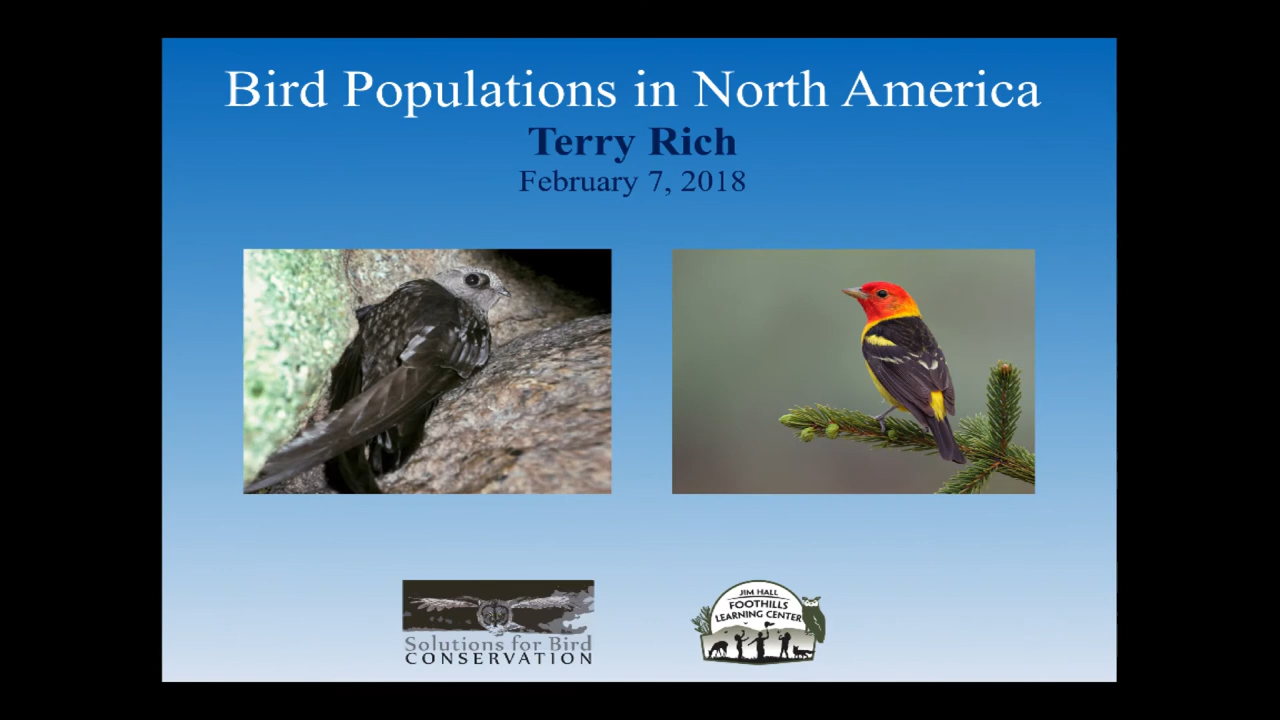 Bird Populations in North America
Terry Rich
February 7, 2018
Solutions for Bird
CONSERVATION
JIM HALL
FOOTHILLS
LEARNING CENTER